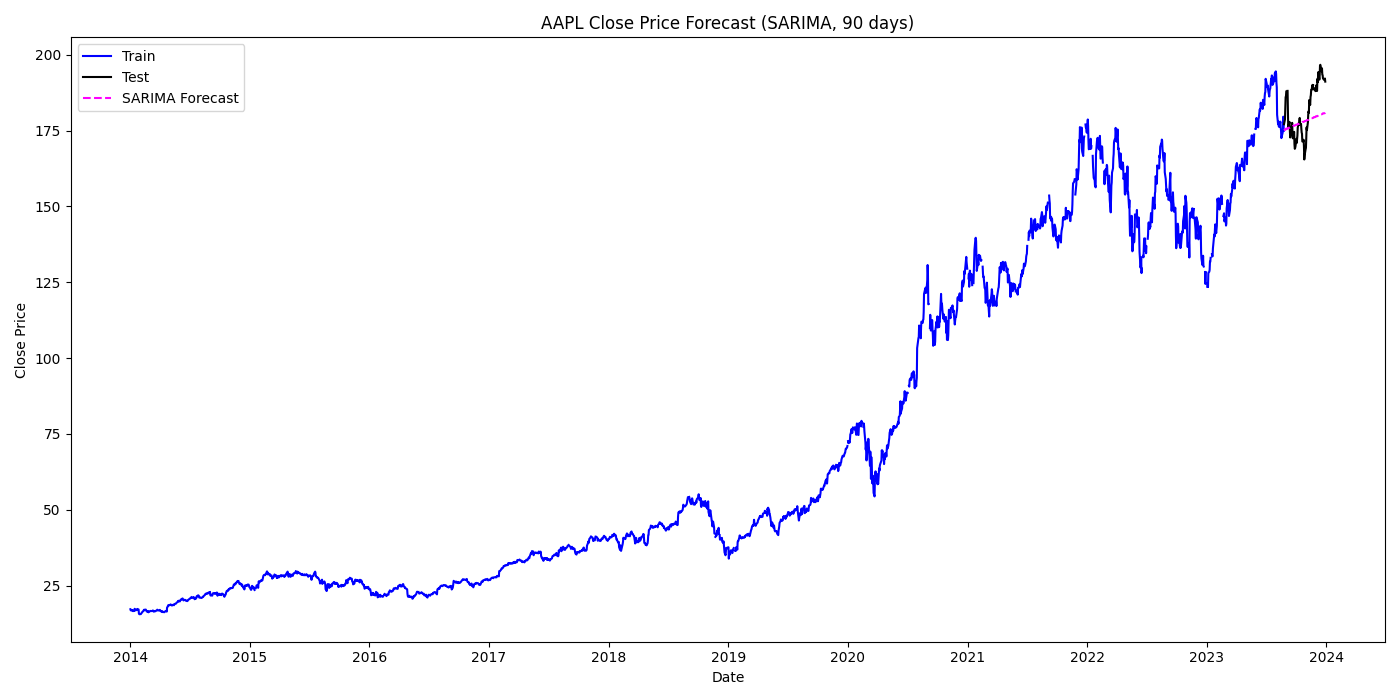 AAPL Close Price Forecast (SARIMA, 90 days)
Train
Test
SARIMA Forecast
Close Price
200
175
150
125
100
75
50
25
2014 2015 2016 2017 2018 2019 2020 2021 2022 2023 2024
Date